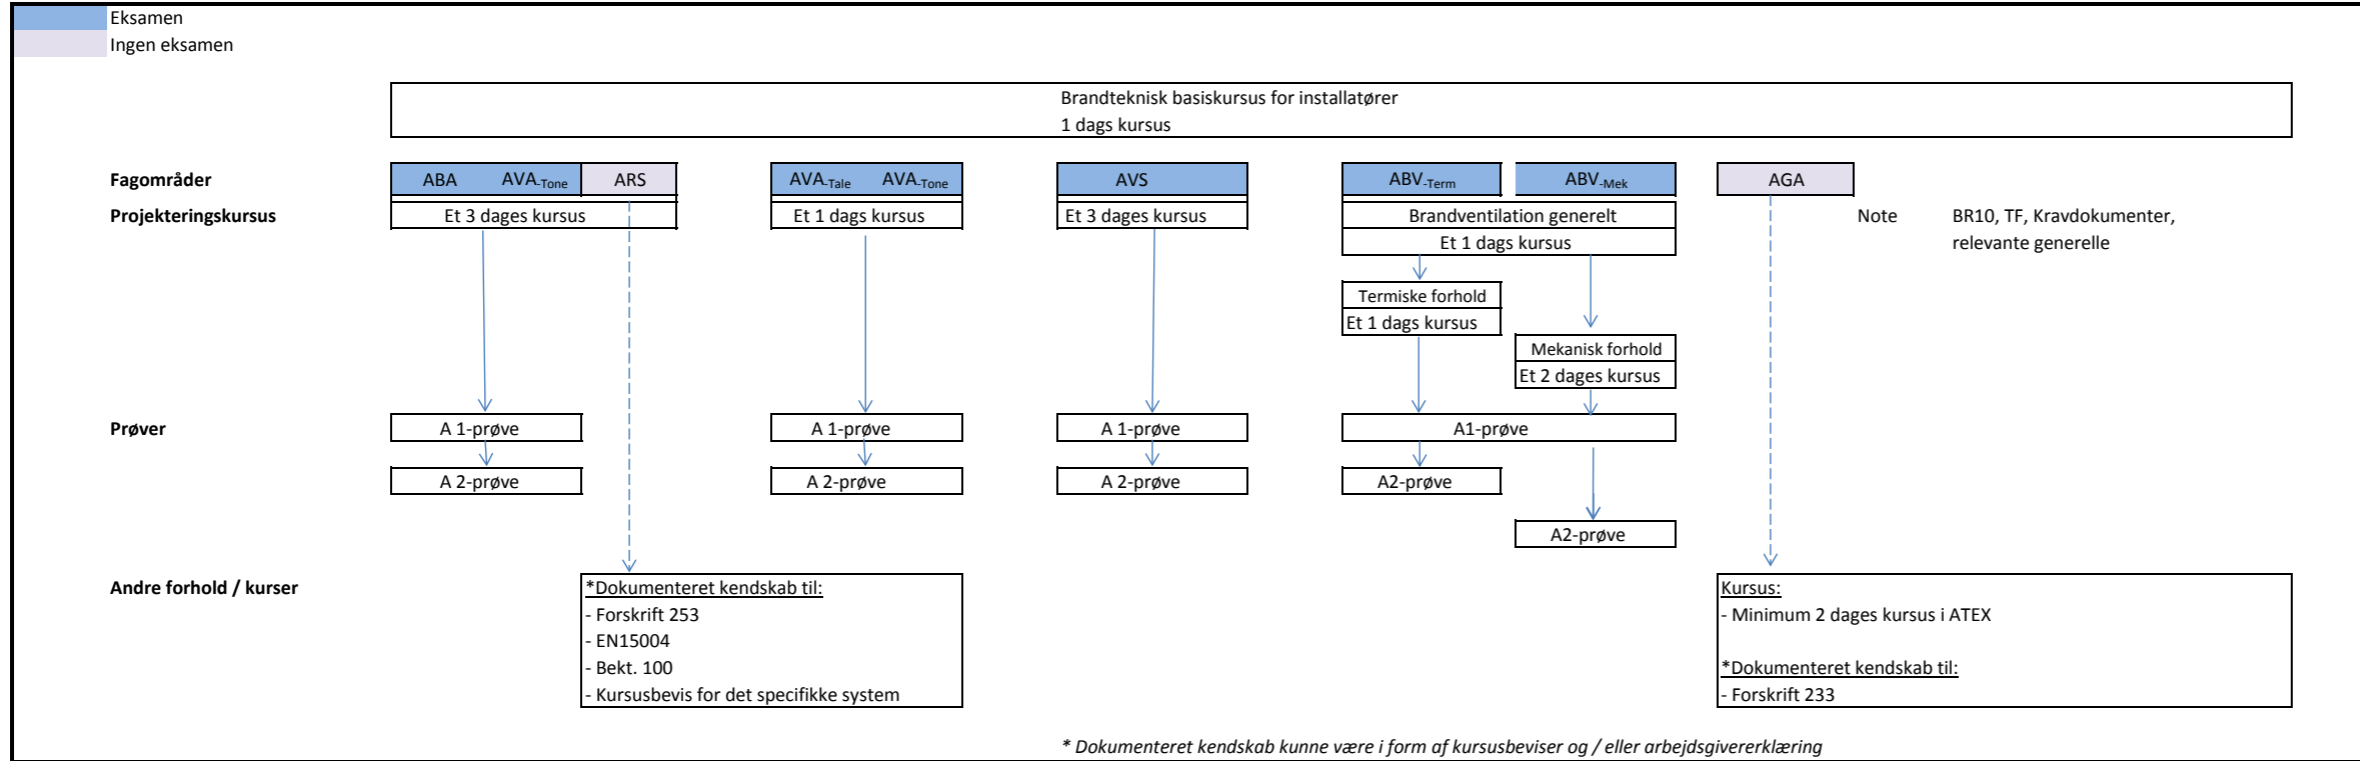 Eksamen
Ingen eksamen
Brandteknisk basiskursus for installatører
1 dags kursus
Fagområder ABA AVA-Tone ARS AVA-Tale AVA-Tone AVS ABV-Term ABV-Mek AGA
Projekteringskursus Et 3 dages kursus Et 1 dags kursus Et 3 dages kursus Brandventilation generelt Note BR10, TF, Kravdokumenter,
Et 1 dags kursus relevante generelle
Termiske forhold
Et 1 dags kursus
Mekanisk forhold
Et 2 dages kursus
Prøver A 1-prøve A 1-prøve A 1-prøve A1-prøve
A 2-prøve A 2-prøve A 2-prøve A2-prøve
A2-prøve
Andre forhold / kurser *Dokumenteret kendskab til: Kursus:
- Forskrift 253 - Minimum 2 dages kursus i ATEX
- EN15004
- Bekt. 100 *Dokumenteret kendskab til:
- Kursusbevis for det specifikke system - Forskrift 233
* Dokumenteret kendskab kunne være i form af kursusbeviser og / eller arbejdsgivererklæring